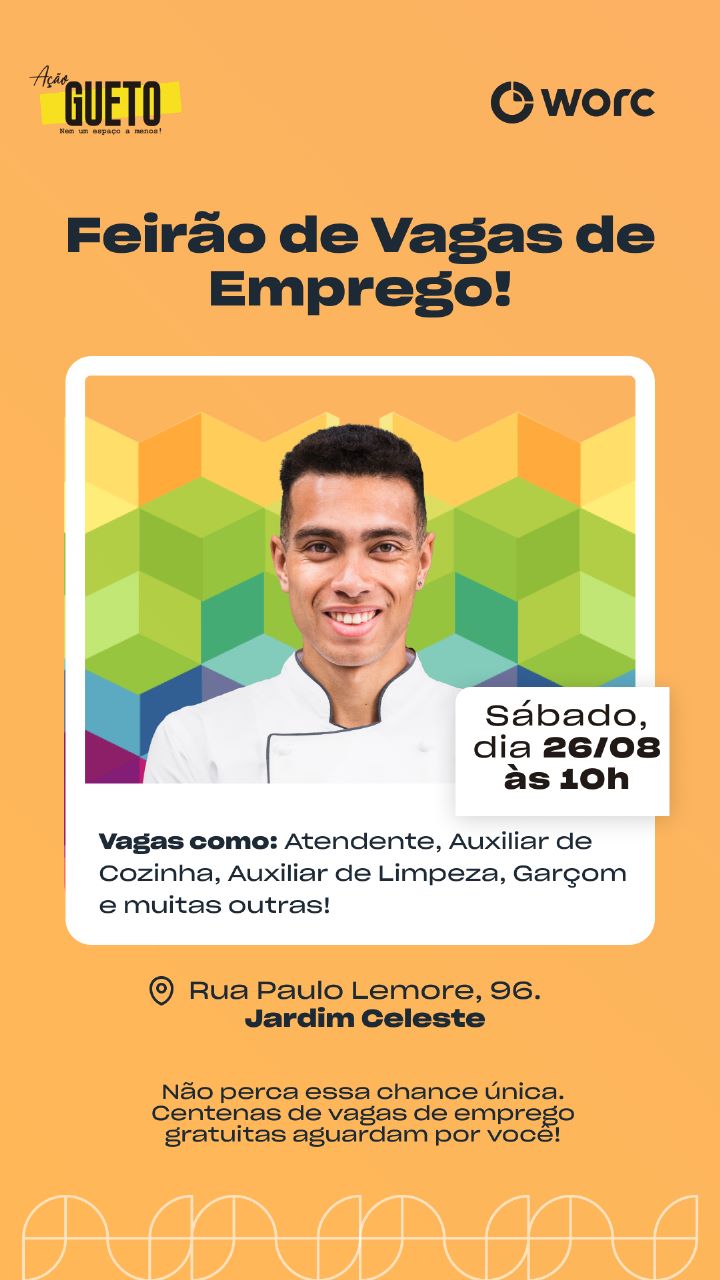 Ação
GUETO
Nem um espaço a menos!
worc
Feirão de Vagas de
Emprego!
Sábado,
dia 26/08
às 10h
Vagas como: Atendente, Auxiliar de
Cozinha, Auxiliar de Limpeza, Garçom
e muitas outras!
Rua Paulo Lemore, 96.
Jardim Celeste
Não perca essa chance única.
Centenas de vagas de emprego
gratuitas aguardam por você!